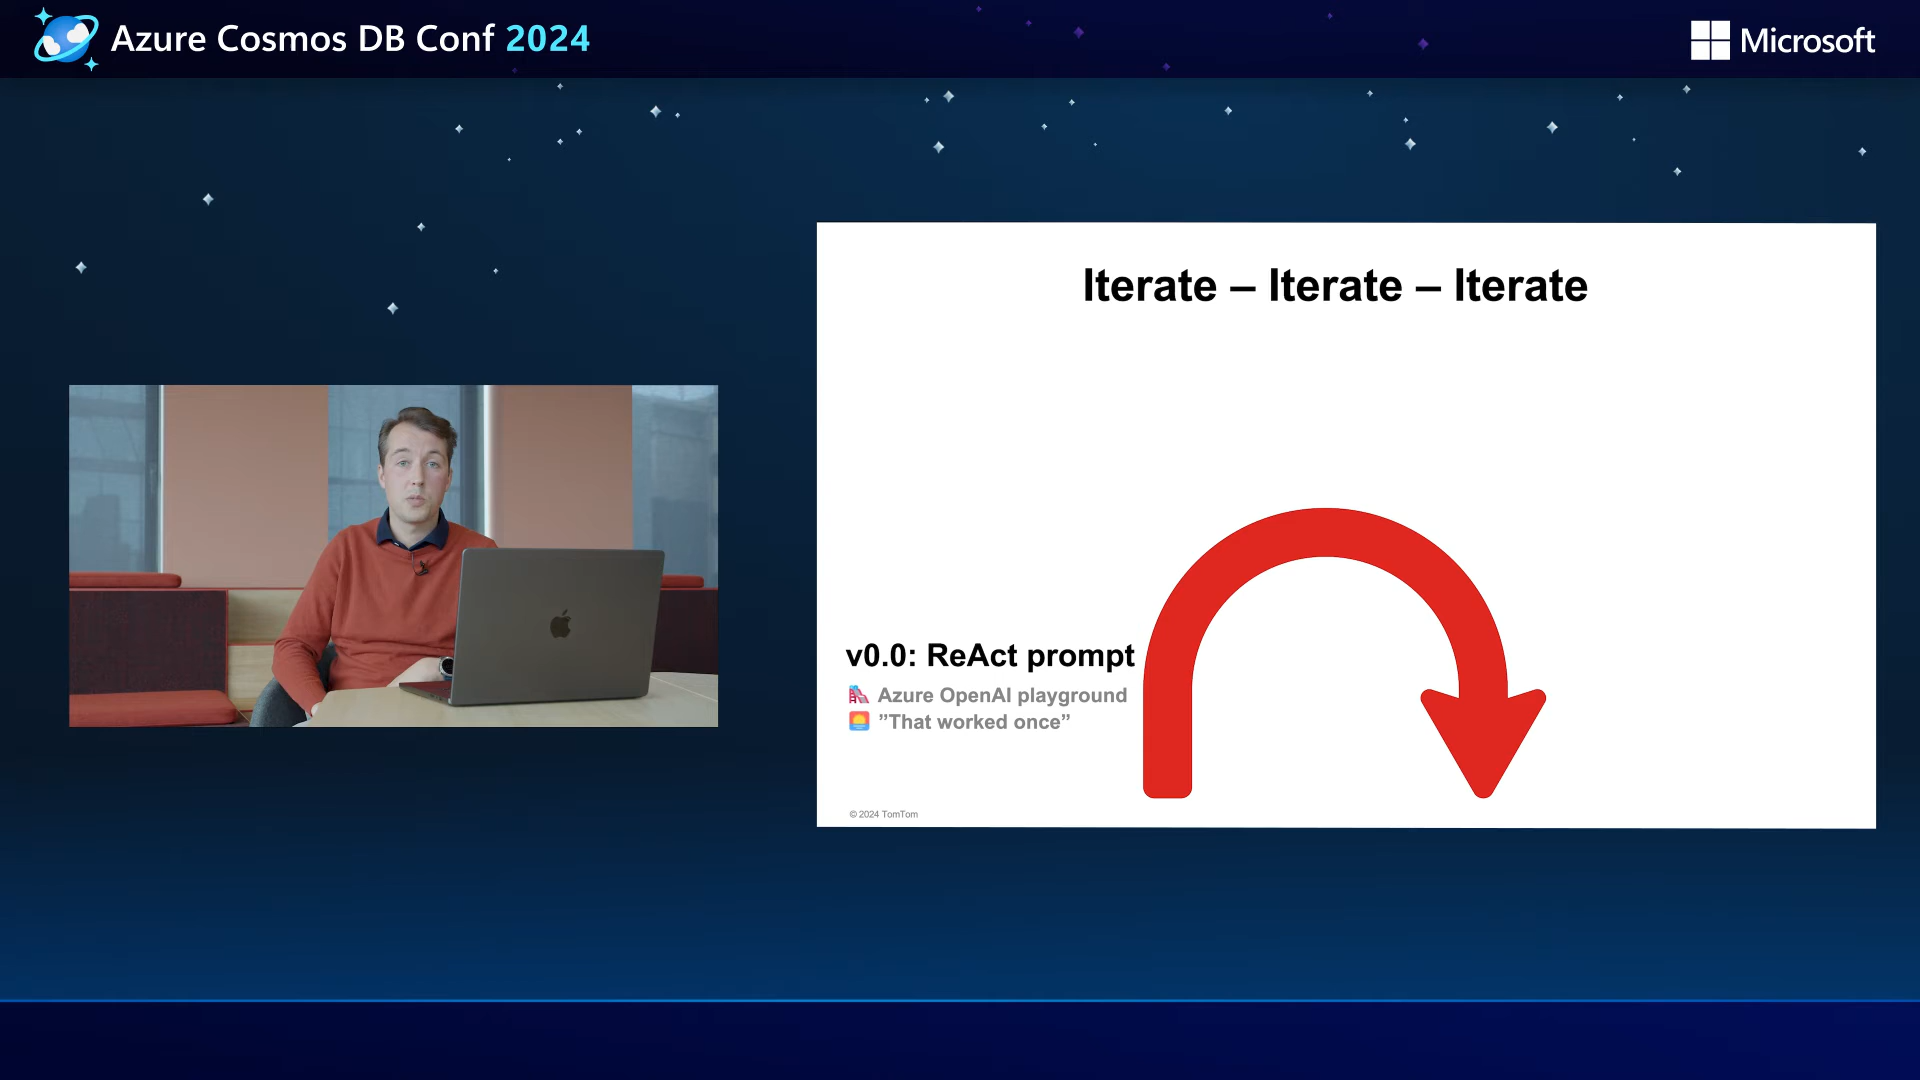 Azure Cosmos DB Conf 2024
Microsoft
Iterate – Iterate – Iterate
v0.0: ReAct prompt
Azure OpenAI playground
”That worked once”
© 2024 TomTom